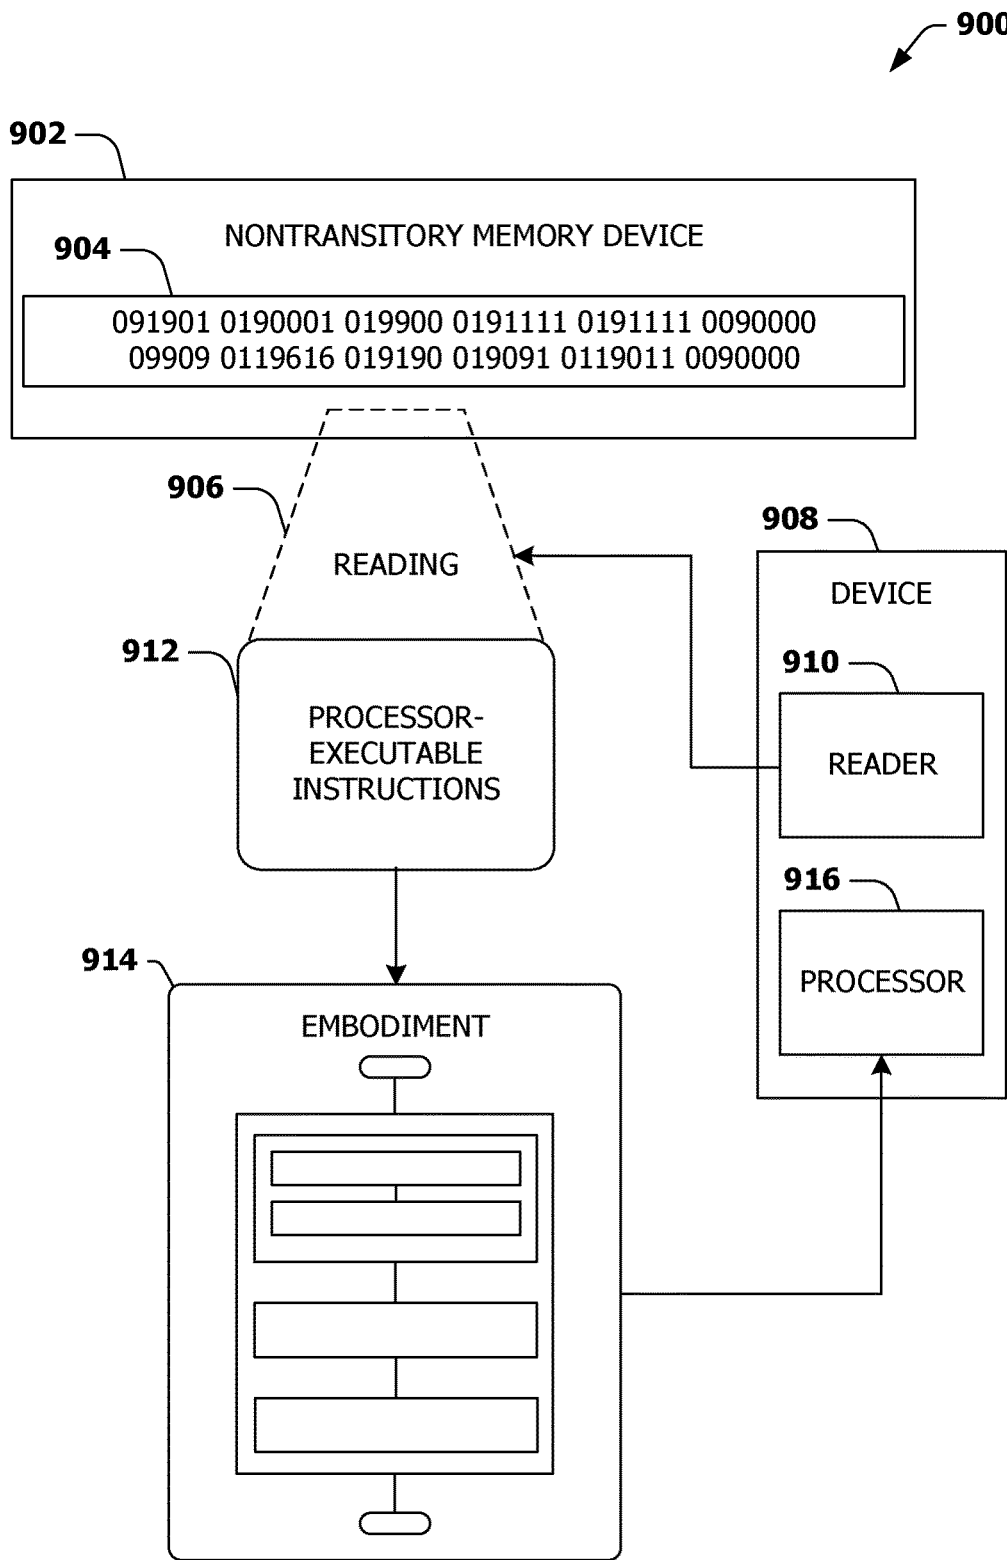 900
902
NONTRANSITORY MEMORY DEVICE
904
091901 0190001 019900 0191111 0191111 0090000
09909 0119616 019190 019091 0119011 0090000
906
READING
908
DEVICE
912
PROCESSOR-
EXECUTABLE
INSTRUCTIONS
910
READER
916
PROCESSOR
914
EMBODIMENT